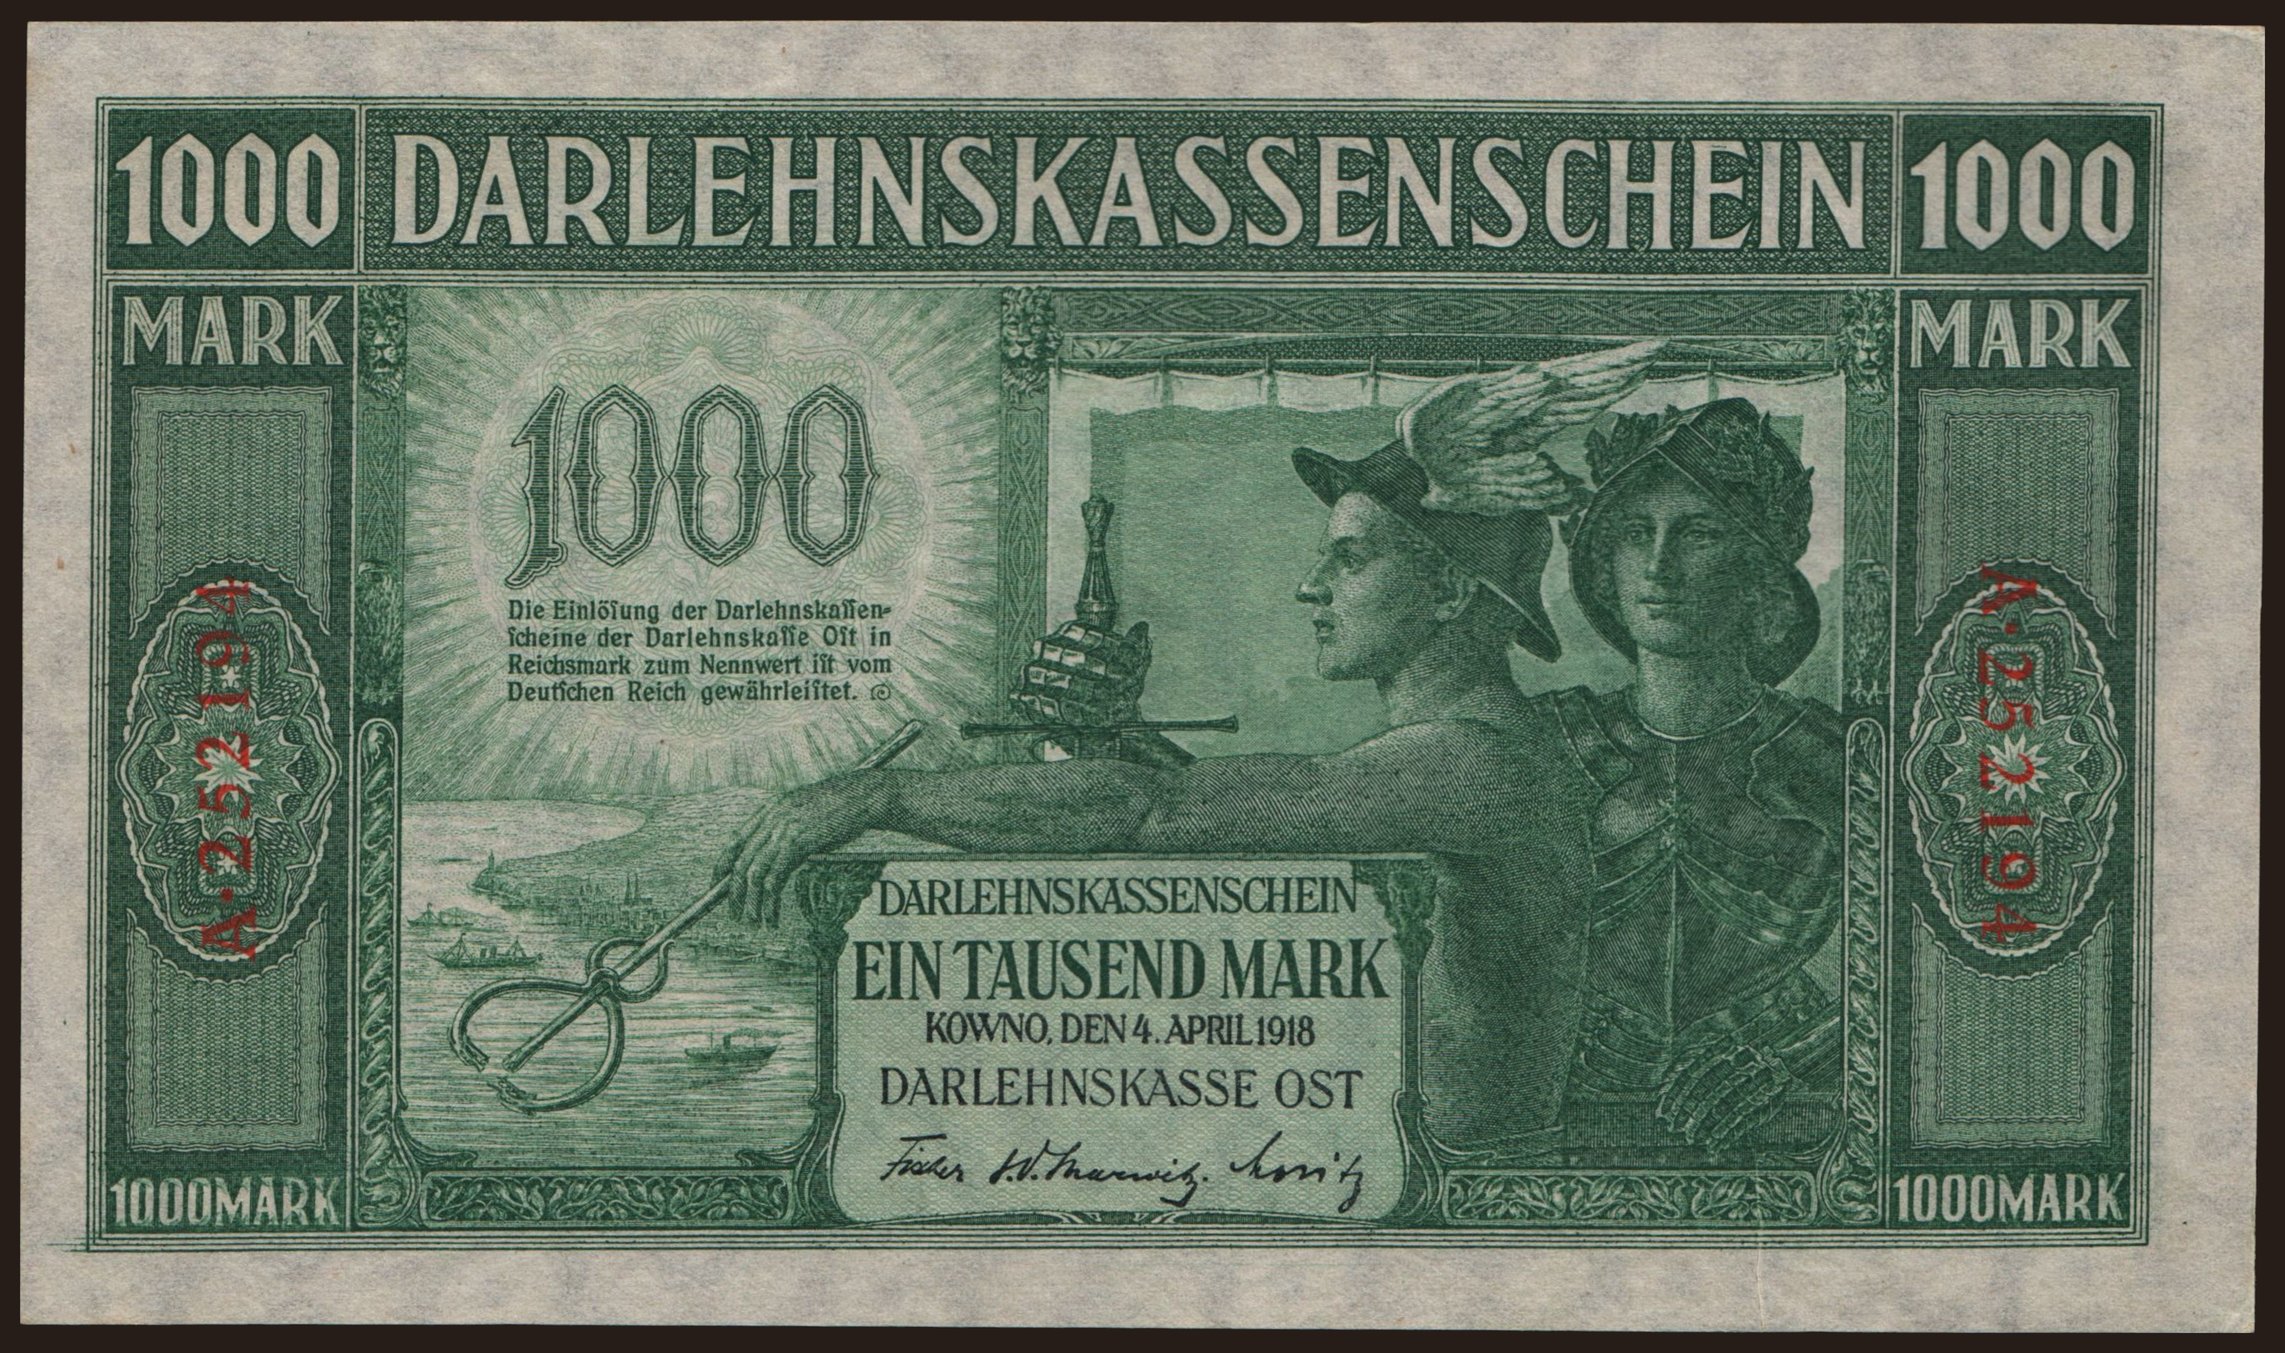 1000 DARLEHNSKASSENSCHEIN 1000
MARK MARK
1000
Die Einlöſung der Darlehnskaſſen-
ſcheine der Darlehnskaſſe Oſt in
Reichsmark zum Nennwert iſt vom
Deutſchen Reich gewährleiſtet.
A·252194
A·252194
DARLEHNSKASSENSCHEIN
EIN TAUSEND MARK
KOWNO, DEN 4. APRIL 1918
DARLEHNSKASSE OST
Fischer Moritz
1000MARK 1000MARK